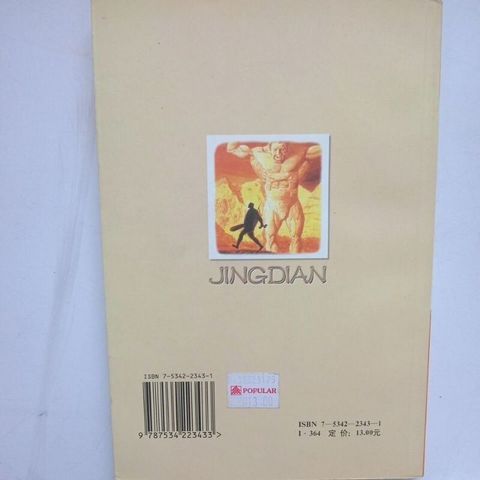 JINGDIAN
ISBN 7-5342-2343-1
POPULAR
9 787534 223433 >
ISBN 7—5342—2343—1
I·364 定 价：13.00元